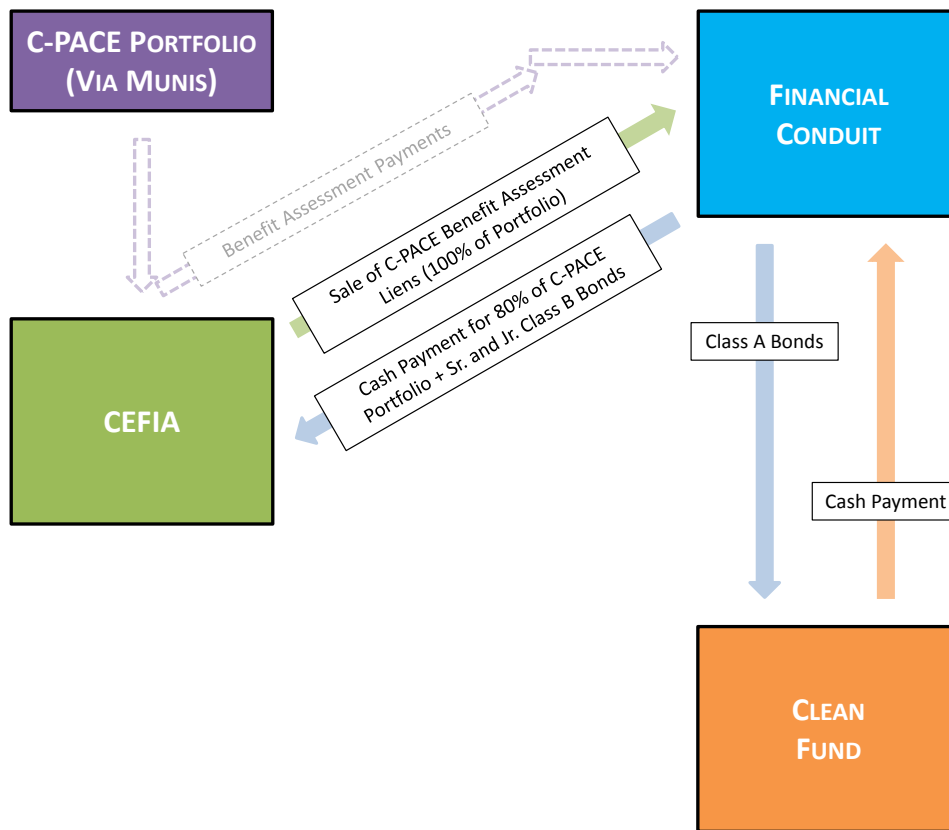 C-PACE PORTFOLIO
(VIA MUNIS)
FINANCIAL
CONDUIT
Benefit Assessment Payments
Sale of C-PACE Benefit Assessment
Liens (100% of Portfolio)
Cash Payment for 80% of C-PACE
Portfolio + Sr. and Jr. Class B Bonds
CEFIA
Class A Bonds
Cash Payment
CLEAN
FUND